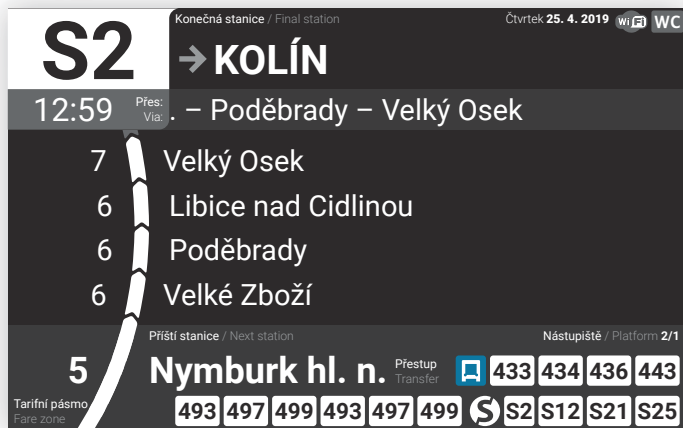 S2
Konečná stanice / Final station
Čtvrtek 25. 4. 2019 WiFi WC
KOLÍN
12:59 Přes: . – Poděbrady – Velký Osek
Via:
7 Velký Osek
6 Libice nad Cidlinou
6 Poděbrady
6 Velké Zboží
Příští stanice / Next station Nástupiště / Platform 2/1
5 Nymburk hl. n. Přestup 433 434 436 443
Transfer
Tarifní pásmo 493 497 499 493 497 499 S S2 S12 S21 S25
Fare zone